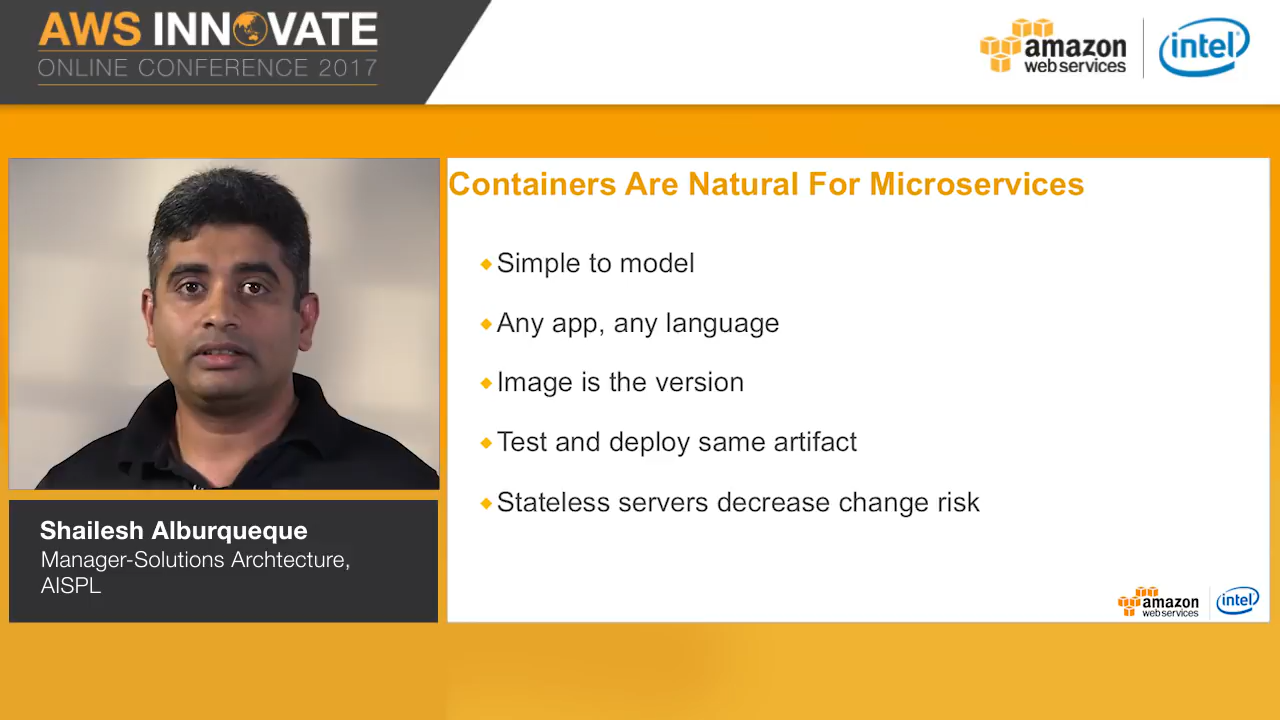 AWS INNOVATE
ONLINE CONFERENCE 2017
amazon
web services
intel
Containers Are Natural For Microservices
Simple to model
Any app, any language
Image is the version
Test and deploy same artifact
Stateless servers decrease change risk
Shailesh Alburqueque
Manager-Solutions Archtecture,
AISPL
amazon
web services
intel